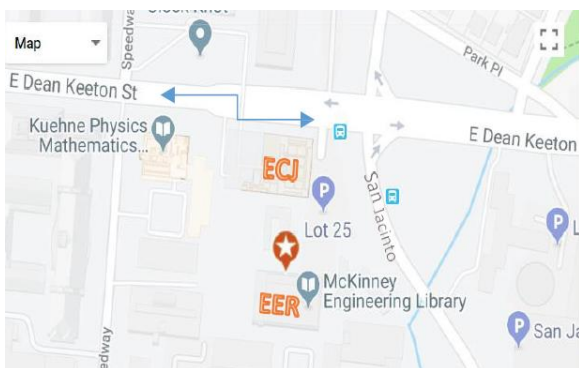 Map
Speedway
Park Pl
E Dean Keeton St
E Dean Keeton
Kuehne Physics
Mathematics...
ECJ
San Jacinto
P
Lot 25
P
L
McKinney
Engineering Library
EER
P
San Ja
edway